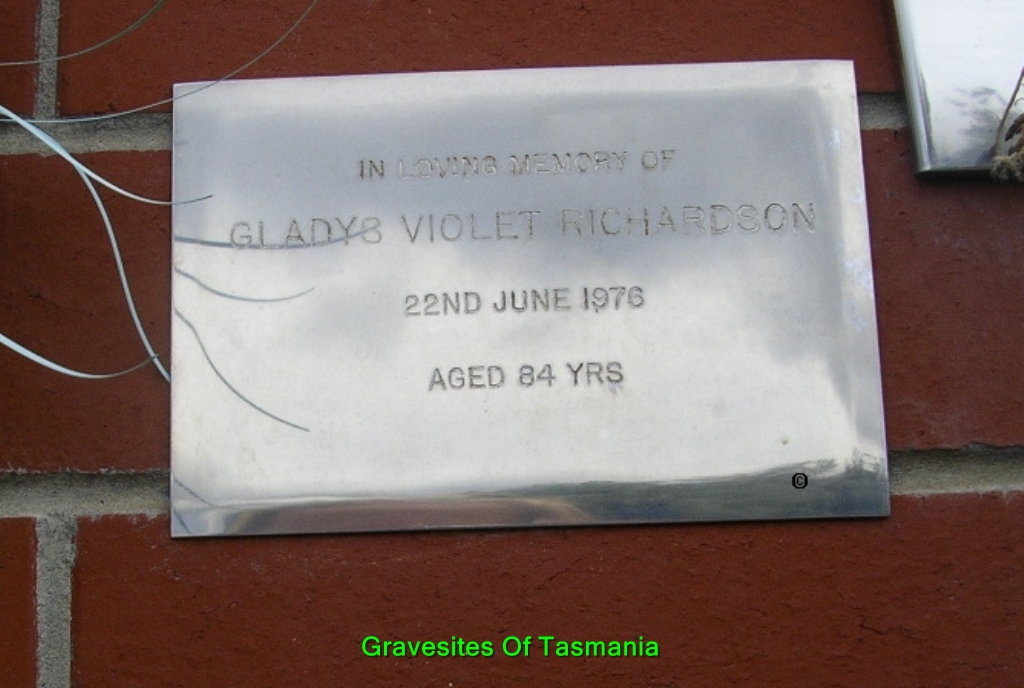 IN LOVING MEMORY OF
GLADYS VIOLET RICHARDSON
22ND JUNE 1976
AGED 84 YRS
©
Gravesites Of Tasmania